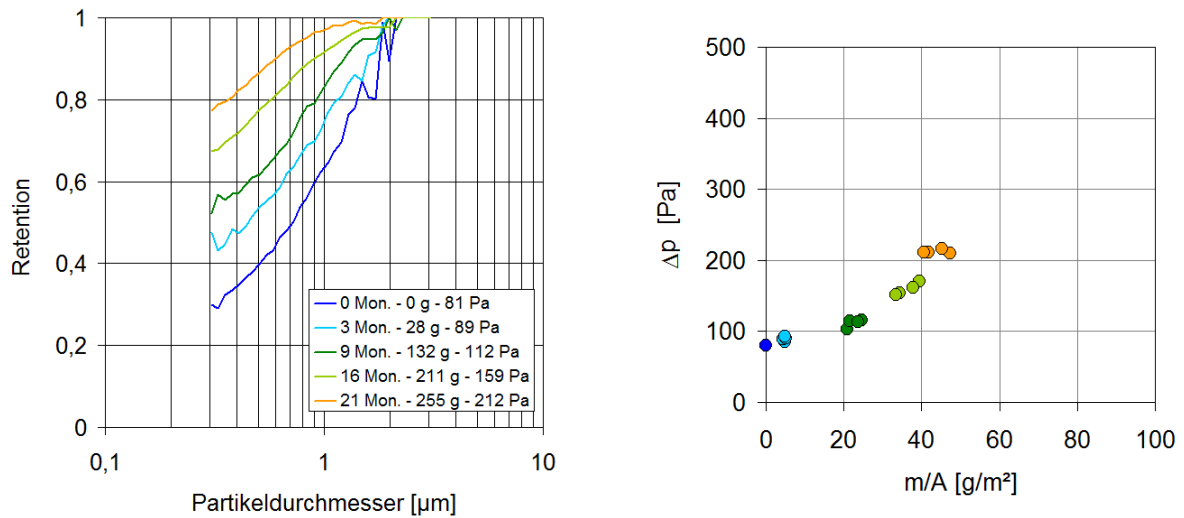 1
0,8
0,6
0,4
0,2
0
0,1
1
10
Retention
Partikeldurchmesser [µm]
0 Mon. - 0 g - 81 Pa
3 Mon. - 28 g - 89 Pa
9 Mon. - 132 g - 112 Pa
16 Mon. - 211 g - 159 Pa
21 Mon. - 255 g - 212 Pa
500
400
300
200
100
0
0
20
40
60
80
100
Δp [Pa]
m/A [g/m²]